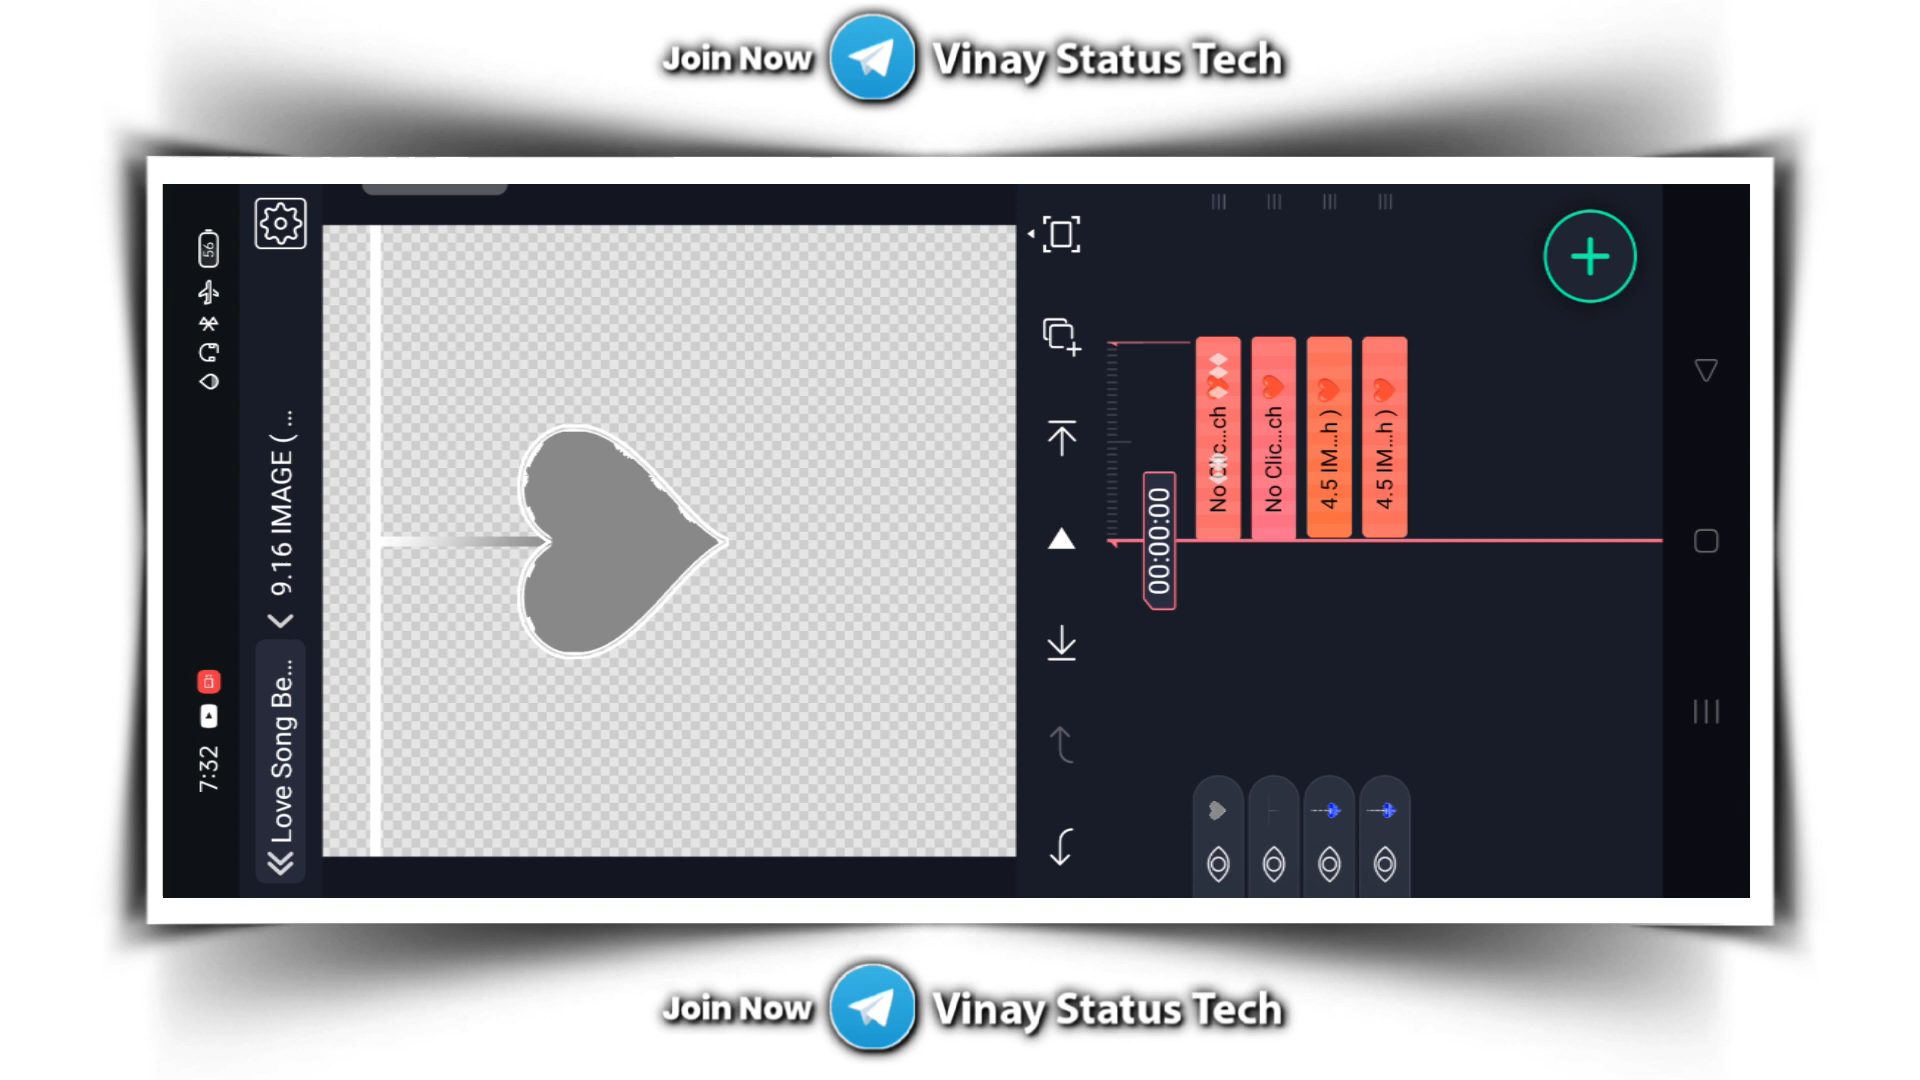 Join Now Vinay Status Tech
7:32
56
Love Song Be...
9.16 IMAGE ( ...
00:00:00
No Clic...ch
No Clic...ch
4.5 IM...h )
4.5 IM...h )
Join Now Vinay Status Tech